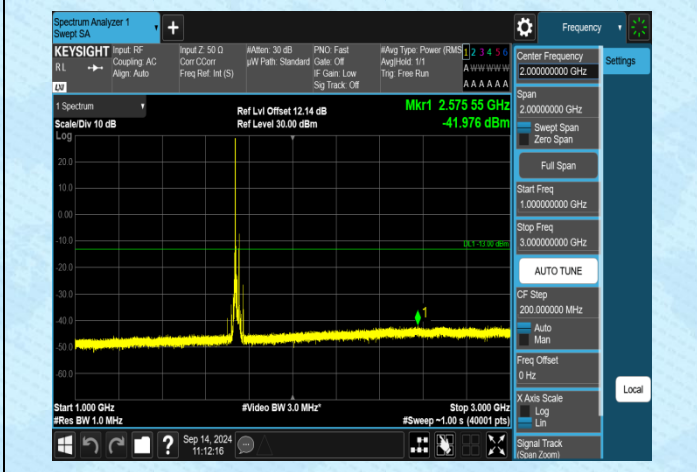 Spectrum Analyzer 1
Swept SA
+
Frequency
KEYSIGHT
RL
LXI
Input: RF
Coupling: AC
Align: Auto
Input Z: 50 Ω
Corr CCorr
Freq Ref: Int (S)
#Atten: 30 dB
µW Path: Standard
PNO: Fast
Gate: Off
IF Gain: Low
Sig Track: Off
#Avg Type: Power (RMS
Avg|Hold: 1/1
Trig: Free Run
1 2 3 4 5 6
A W W W W W
A A A A A A
Center Frequency
2.000000000 GHz
Settings
Span
2.00000000 GHz
Swept Span
Zero Span
Full Span
Start Freq
1.000000000 GHz
Stop Freq
3.000000000 GHz
AUTO TUNE
CF Step
200.000000 MHz
Auto
Man
Freq Offset
0 Hz
X Axis Scale
Log
Lin
Signal Track
(Span Zoom)
Local
1 Spectrum
Scale/Div 10 dB
Log
Ref Lvl Offset 12.14 dB
Ref Level 30.00 dBm
Mkr1 2.575 55 GHz
-41.976 dBm
20.0
10.0
0.00
-10.0
-20.0
-30.0
-40.0
-50.0
-60.0
DL1 -13.00 dBm
1
Start 1.000 GHz
#Res BW 1.0 MHz
#Video BW 3.0 MHz*
Stop 3.000 GHz
#Sweep ~1.00 s (40001 pts)
?
Sep 14, 2024
11:12:16